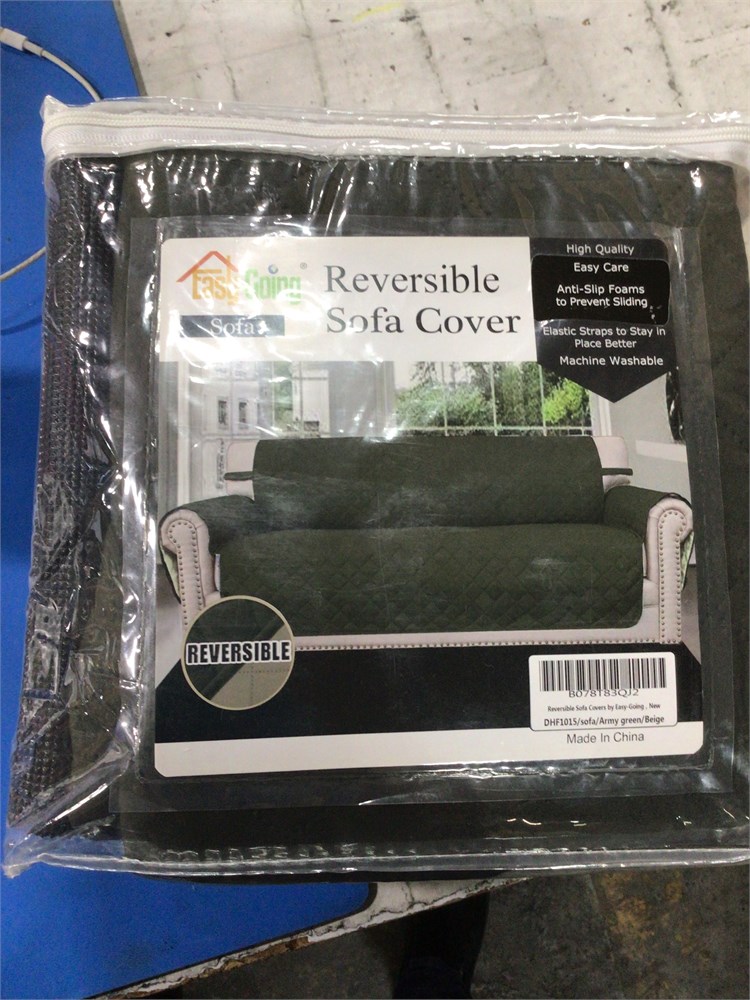 Easy Going®
Sofa
Reversible
Sofa Cover
High Quality
Easy Care
Anti-Slip Foams
to Prevent Sliding
Elastic Straps to Stay in
Place Better
Machine Washable
REVERSIBLE
B078T83QJ2
Reversible Sofa Covers by Easy-Going , New
DHF1015/sofa/Army green/Beige
Made In China